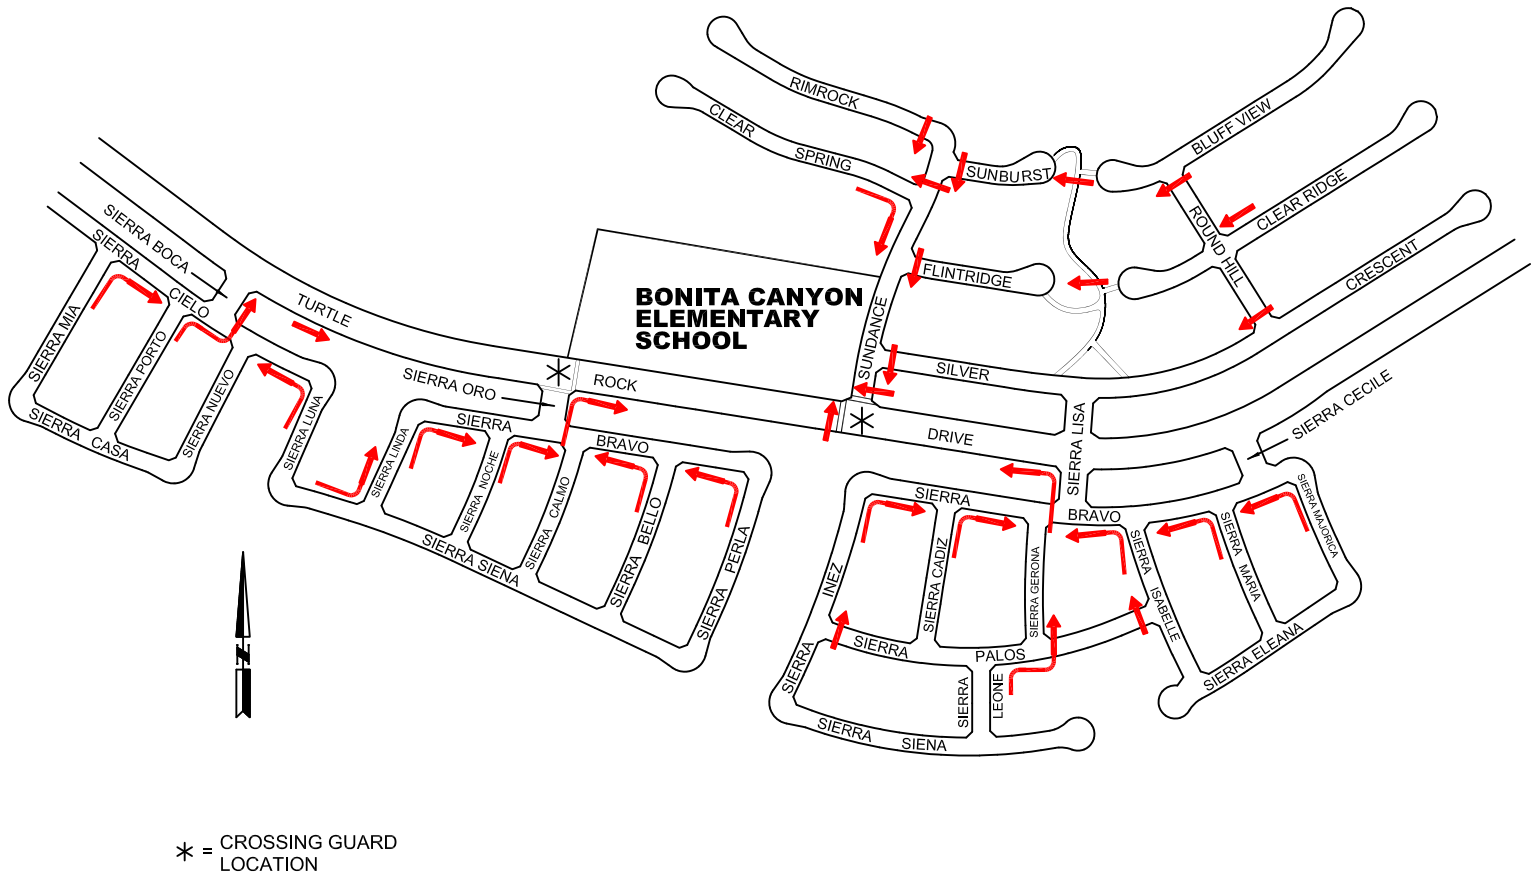 RIMROCK
CLEAR
SPRING
SUNBURST
BLUFF VIEW
CLEAR RIDGE
ROUND HILL
CRESCENT
FLINTRIDGE
SUNDANCE
SILVER
SIERRA BOCA
SIERRA
CIELO
TURTLE
BONITA CANYON
ELEMENTARY
SCHOOL
SIERRA MIA
SIERRA PORTO
SIERRA NUEVO
SIERRA CASA
SIERRA LUNA
SIERRA ORO
ROCK
DRIVE
SIERRA LISA
SIERRA CECILE
SIERRA LINDA
SIERRA
BRAVO
SIERRA NOCHE
SIERRA CALMO
SIERRA BELLO
SIERRA PERLA
SIERRA SIENA
SIERRA
BRAVO
SIERRA INEZ
SIERRA CADIZ
SIERRA GERONA
SIERRA ISABELLE
SIERRA MARIA
SIERRA MAJORICA
SIERRA ELEANA
SIERRA
PALOS
SIERRA
LEONE
SIERRA
SIENA
N
* = CROSSING GUARD
LOCATION